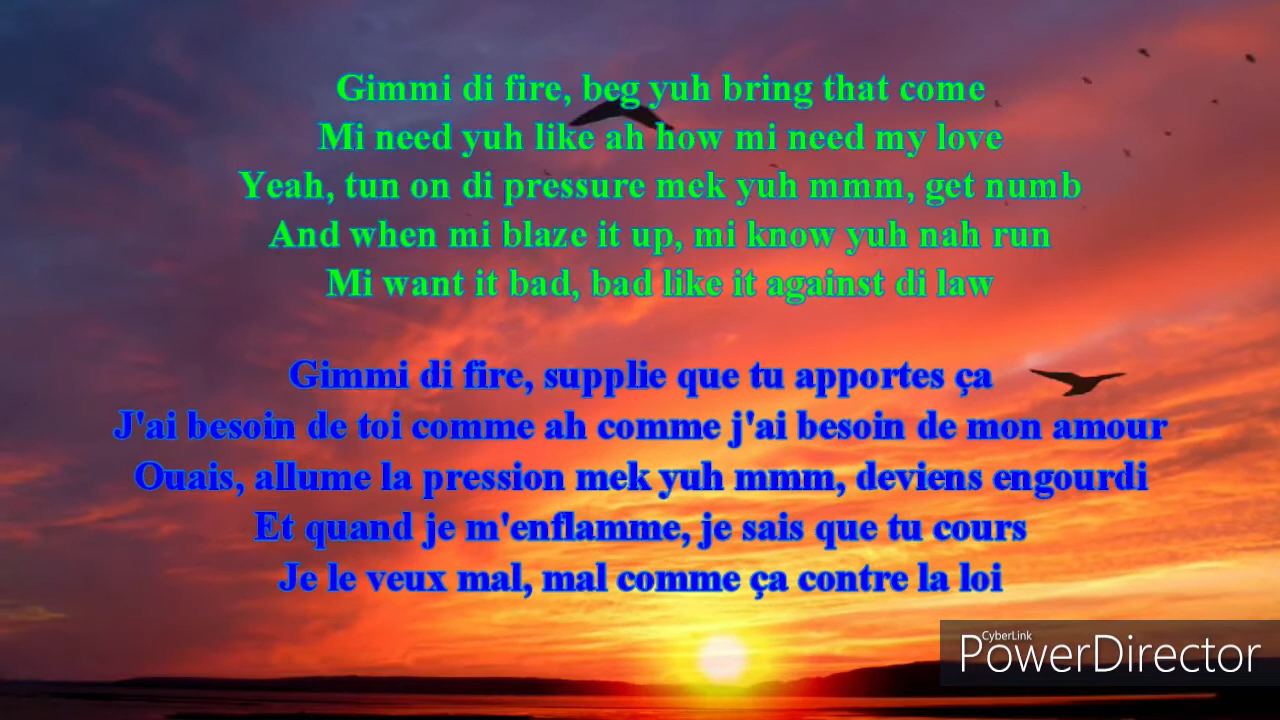 Gimmi di fire, beg yuh bring that come
Mi need yuh like ah how mi need my love
Yeah, tun on di pressure mek yuh mmm, get numb
And when mi blaze it up, mi know yuh nah run
Mi want it bad, bad like it against di law
Gimmi di fire, supplie que tu apportes ça
J'ai besoin de toi comme ah comme j'ai besoin de mon amour
Ouais, allume la pression mek yuh mmm, deviens engourdi
Et quand je m'enflamme, je sais que tu cours
Je le veux mal, mal comme ça contre la loi
CyberLink
PowerDirector